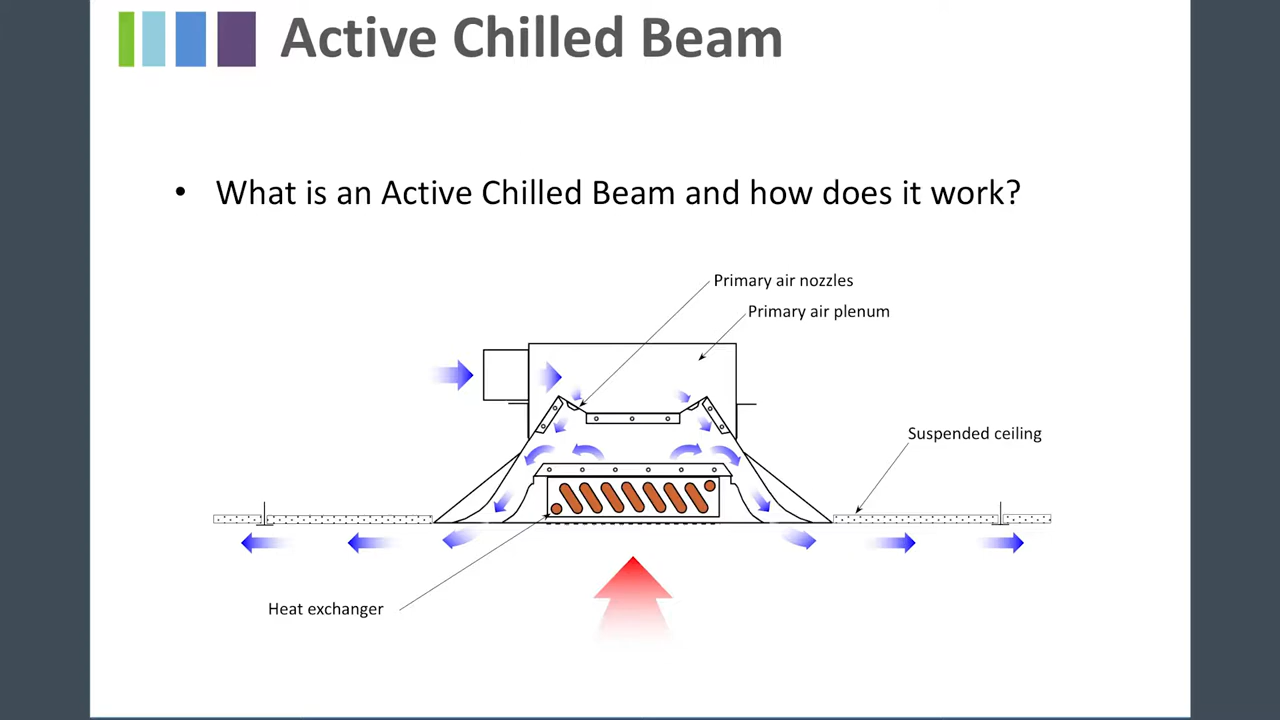 Active Chilled Beam
• What is an Active Chilled Beam and how does it work?
Primary air nozzles
Primary air plenum
Suspended ceiling
Heat exchanger